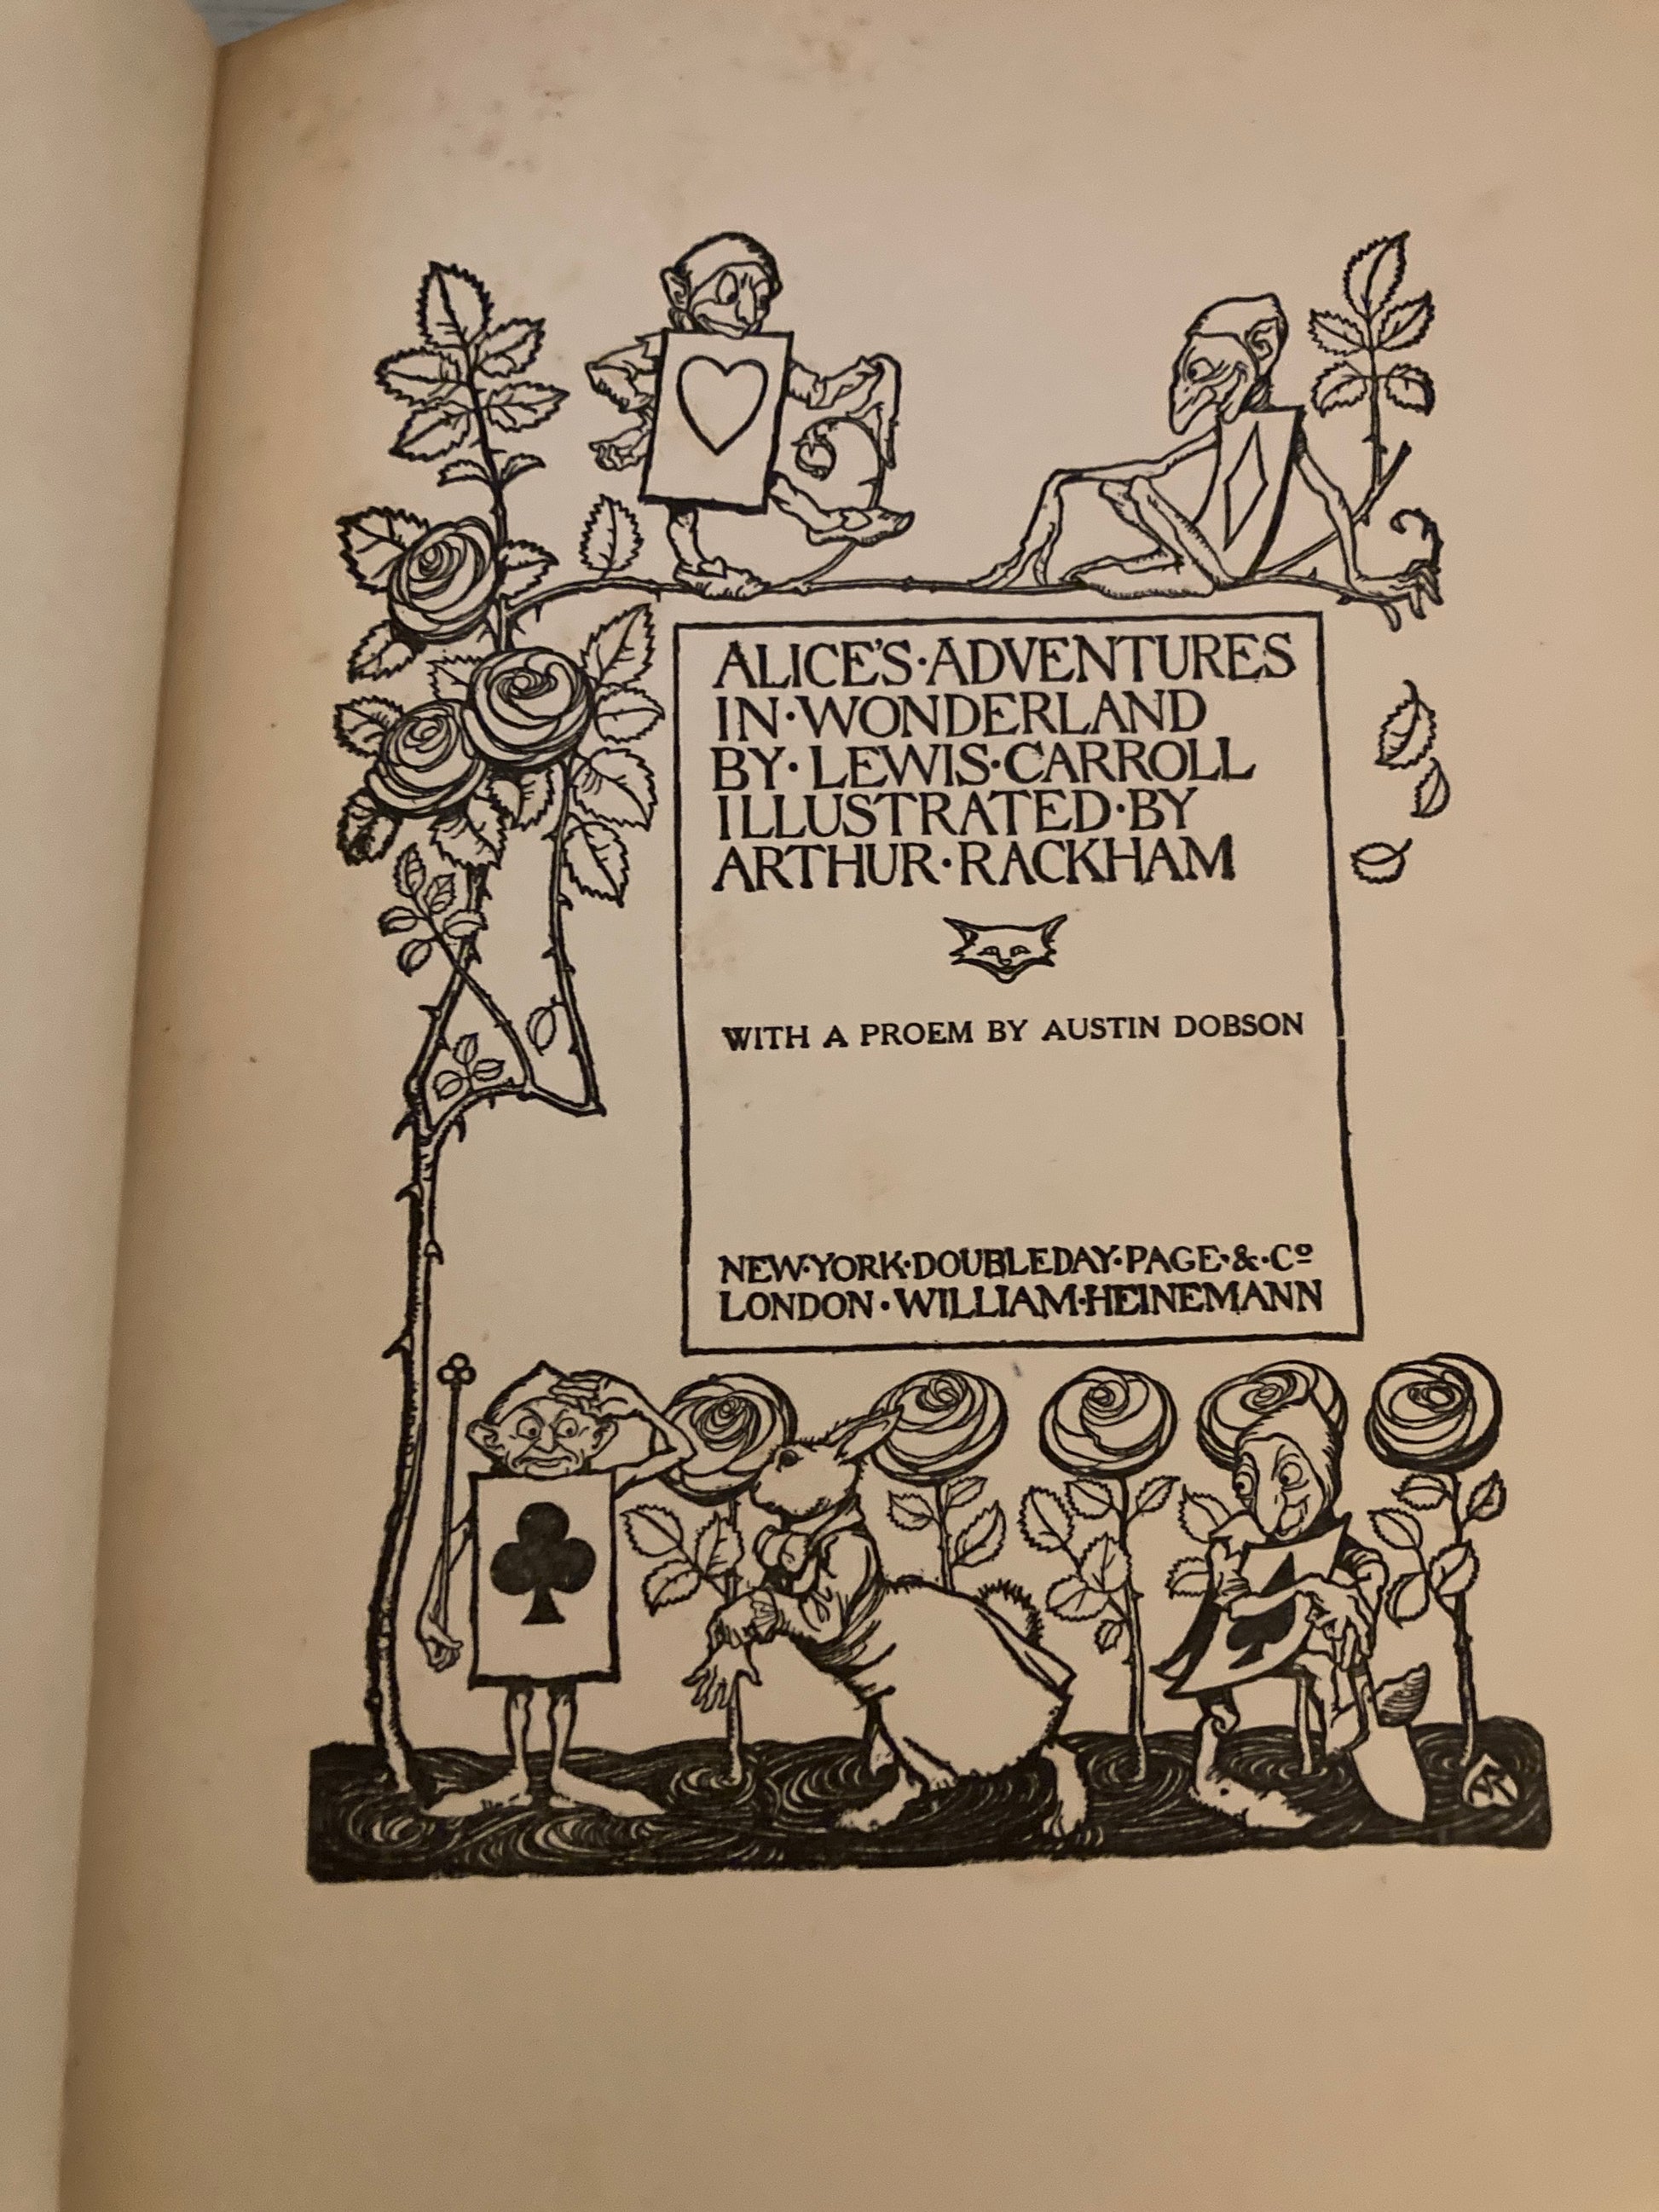 ALICE'S·ADVENTURES
IN·WONDERLAND
BY·LEWIS·CARROLL
ILLUSTRATED·BY
ARTHUR·RACKHAM
WITH A PROEM BY AUSTIN DOBSON
NEW·YORK·DOUBLEDAY·PAGE·&·Cº
LONDON·WILLIAM·HEINEMANN
AR